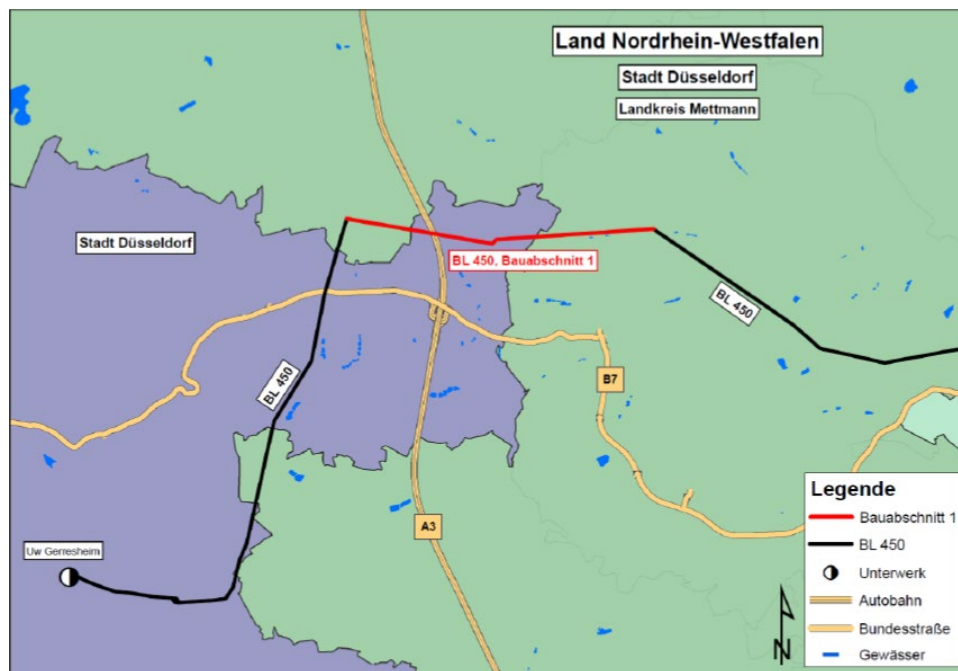 Land Nordrhein-Westfalen
Stadt Düsseldorf
Landkreis Mettmann
Stadt Düsseldorf
BL 450, Bauabschnitt 1
BL 450
BL 450
B7
A3
Uw Gerresheim
Legende
Bauabschnitt 1
BL 450
Unterwerk
Autobahn
Bundesstraße
Gewässer
N